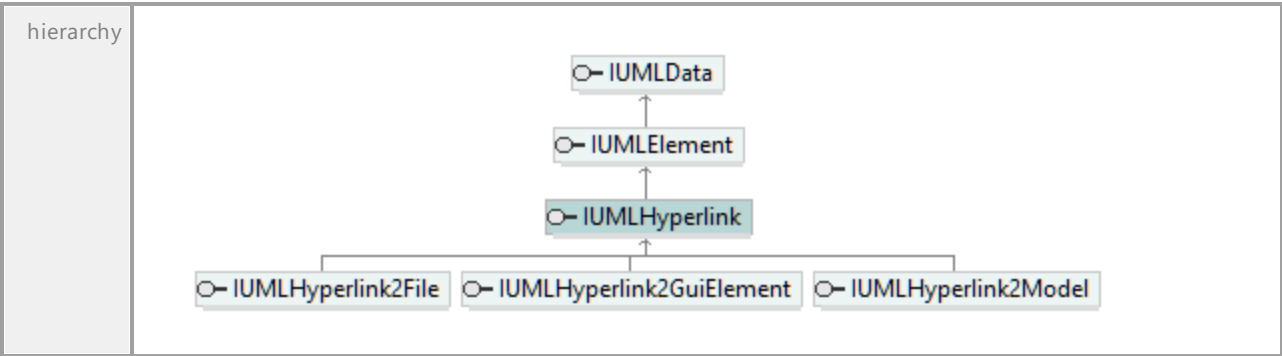 hierarchy
IUMLData
IUMLElement
IUMLHyperlink
IUMLHyperlink2File IUMLHyperlink2GuiElement IUMLHyperlink2Model